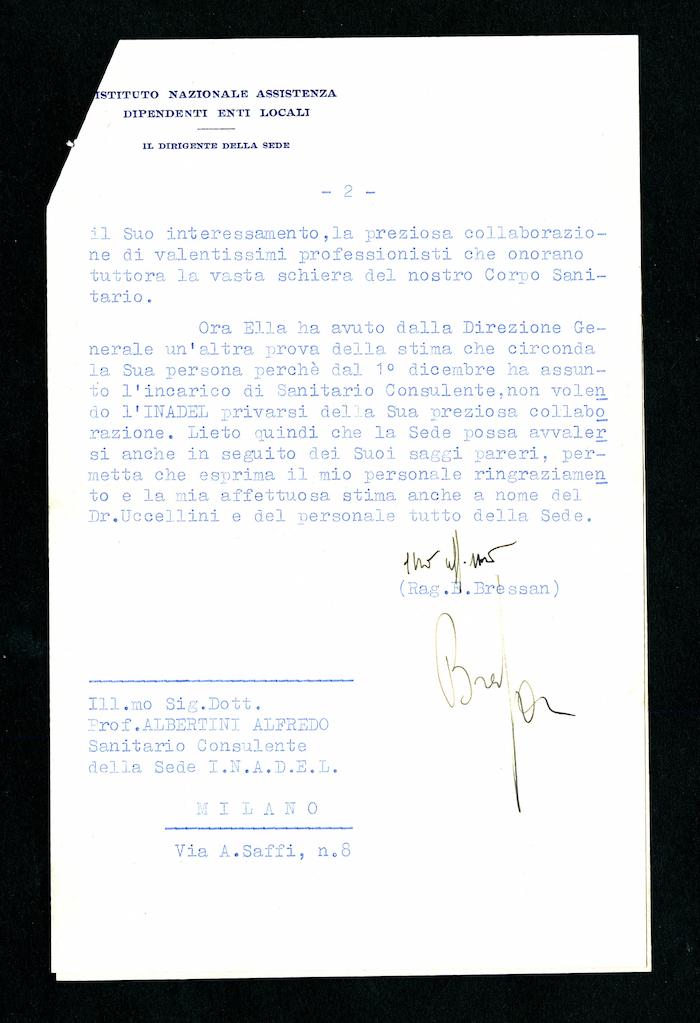 ISTITUTO NAZIONALE ASSISTENZA
DIPENDENTI ENTI LOCALI
IL DIRIGENTE DELLA SEDE
- 2 -
il Suo interessamento,la preziosa collaborazio-
ne di valentissimi professionisti che onorano
tuttora la vasta schiera del nostro Corpo Sani-
tario.
Ora Ella ha avuto dalla Direzione Ge-
nerale un'altra prova della stima che circonda
la Sua persona perchè dal 1° dicembre ha assun-
to l'incarico di Sanitario Consulente,non volen
do l'INADEL privarsi della Sua preziosa collabo
razione. Lieto quindi che la Sede possa avvaler
si anche in seguito dei Suoi saggi pareri, per-
metta che esprima il mio personale ringraziamen
to e la mia affettuosa stima anche a nome del
Dr.Uccellini e del personale tutto della Sede.
(Rag.E.Bressan)
Bressan
Ill.mo Sig.Dott.
Prof.ALBERTINI ALFREDO
Sanitario Consulente
della Sede I.N.A.D.E.L.
M I L A N O
Via A.Saffi, n.8